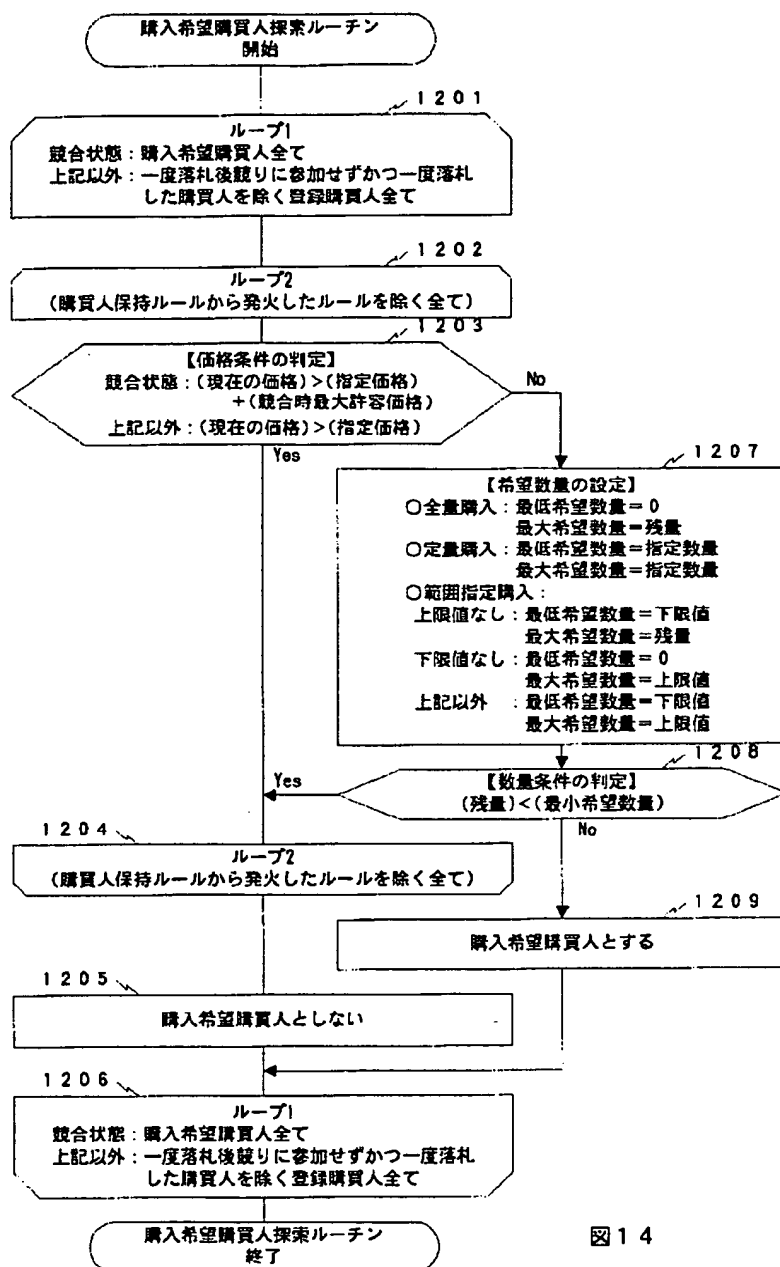 購入希望購買人探索ルーチン
開始
1201
ループ1
競合状態：購入希望購買人全て
上記以外：一度落札後競りに参加せずかつ一度落札
した購買人を除く登録購買人全て
1202
ループ2
(購買人保持ルールから発火したルールを除く全て)
1203
【価格条件の判定】
競合状態：(現在の価格)＞(指定価格)
＋(競合時最大許容価格)
上記以外：(現在の価格)＞(指定価格)
No
Yes
1207
【希望数量の設定】
○全量購入：最低希望数量＝0
最大希望数量＝残量
○定量購入：最低希望数量＝指定数量
最大希望数量＝指定数量
○範囲指定購入：
上限値なし：最低希望数量＝下限値
最大希望数量＝残量
下限値なし：最低希望数量＝0
最大希望数量＝上限値
上記以外　：最低希望数量＝下限値
最大希望数量＝上限値
1208
【数量条件の判定】
(残量)＜(最小希望数量)
Yes
No
1204
ループ2
(購買人保持ルールから発火したルールを除く全て)
1209
購入希望購買人とする
1205
購入希望購買人としない
1206
ループ1
競合状態：購入希望購買人全て
上記以外：一度落札後競りに参加せずかつ一度落札
した購買人を除く登録購買人全て
購入希望購買人探索ルーチン
終了
図14